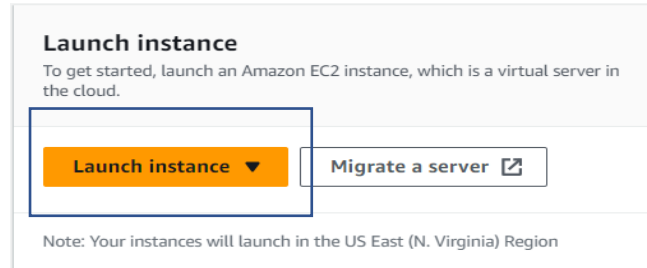 Launch instance
To get started, launch an Amazon EC2 instance, which is a virtual server in
the cloud.
Launch instance
Migrate a server
Note: Your instances will launch in the US East (N. Virginia) Region